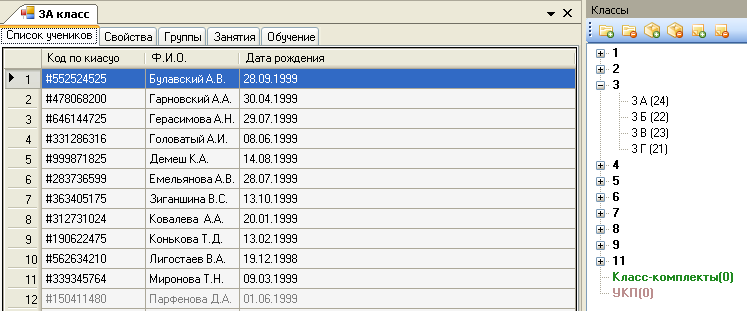 3А класс
Список учеников Свойства Группы Занятия Обучение
Код по киасуо Ф.И.О. Дата рождения
1 #552524525 Булавский А.В. 28.09.1999
2 #478068200 Гарновский А.А. 30.04.1999
3 #646144725 Герасимова А.Н. 29.07.1999
4 #331286316 Головатый А.И. 08.06.1999
5 #999871825 Демеш К.А. 14.08.1999
6 #283736599 Емельянова А.В. 28.07.1999
7 #363405175 Зиганшина В.С. 13.10.1999
8 #312731024 Ковалева А.А. 20.01.1999
9 #190622475 Конькова Т.Д. 13.02.1999
10 #562634210 Лигостаев В.А. 19.12.1998
11 #339345764 Миронова Т.Н. 09.03.1999
12 #150411480 Парфенова Д.А. 01.06.1999
Классы
1
2
3
3 А (24)
3 Б (22)
3 В (23)
3 Г (21)
4
5
6
7
8
9
11
Класс-комплекты(0)
УКП(0)